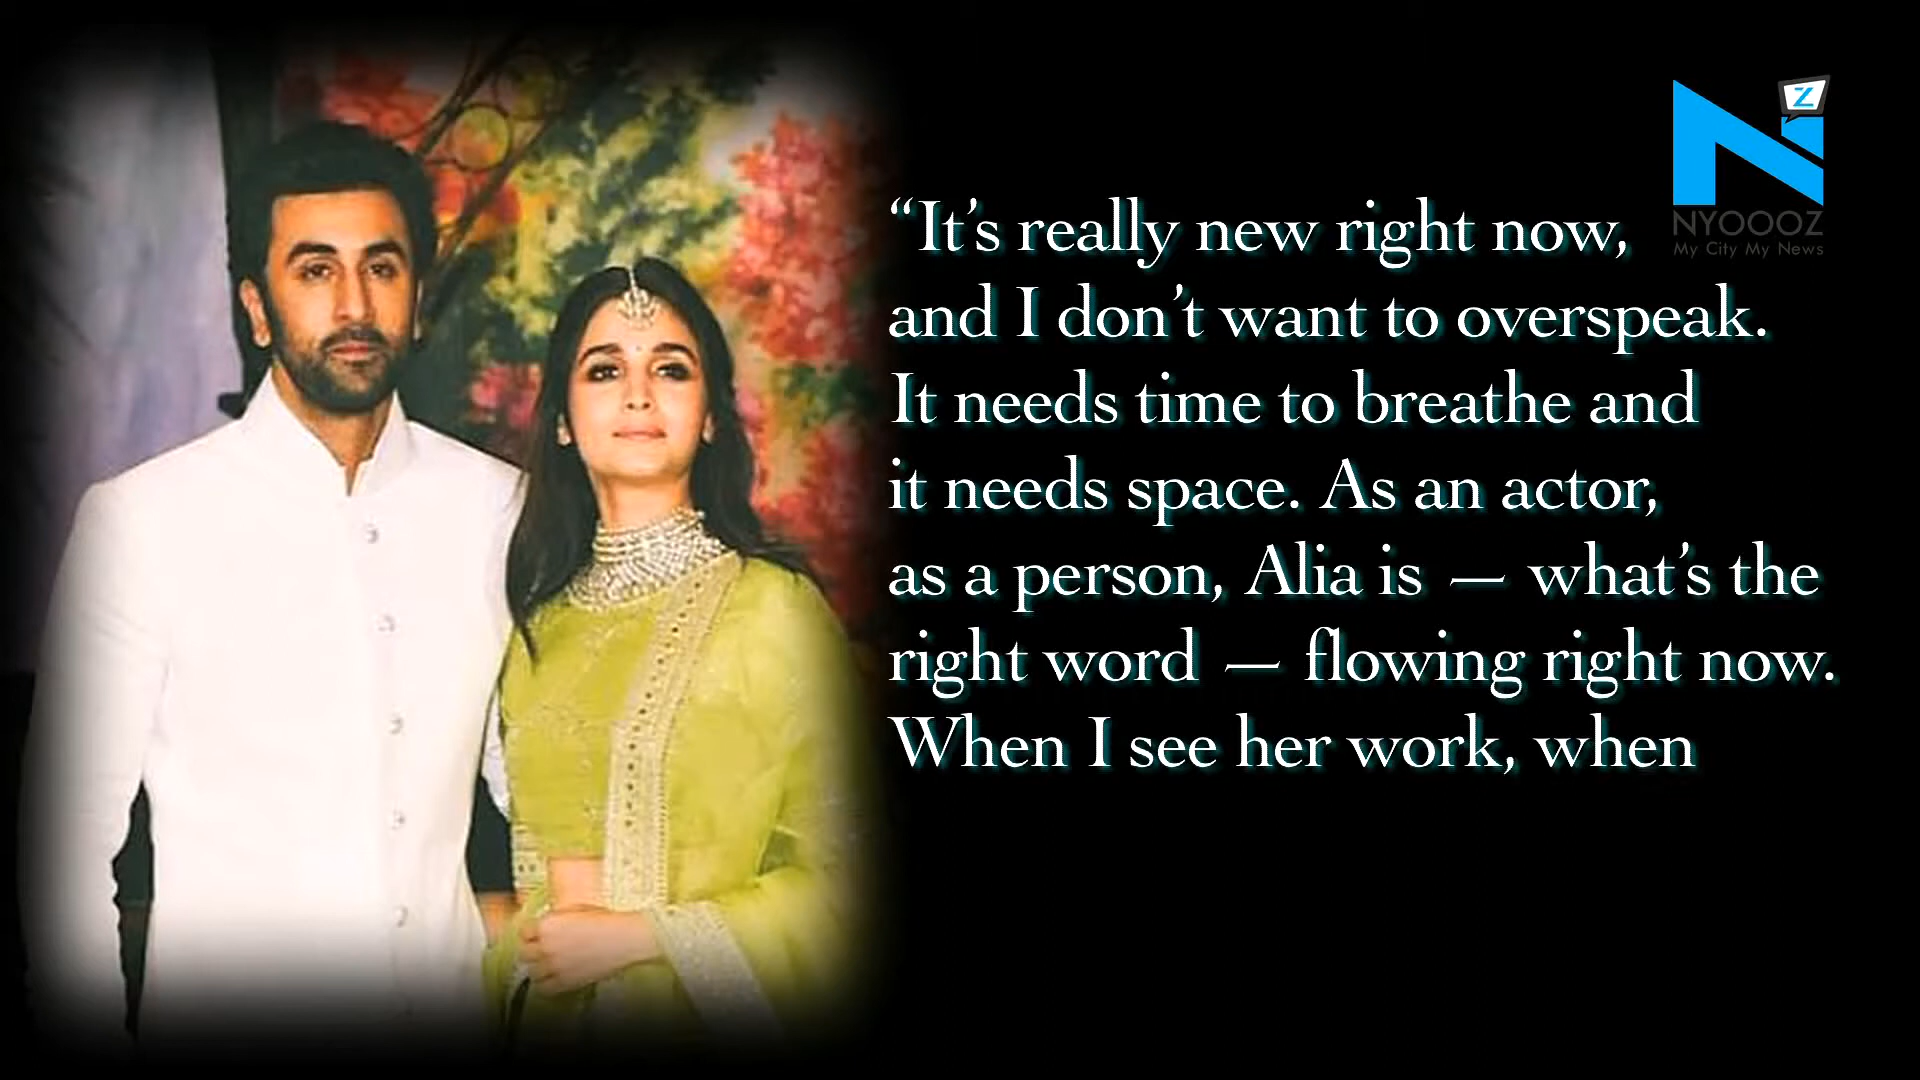 Z
NYOOOZ
My City My News
“It’s really new right now,
and I don’t want to overspeak.
It needs time to breathe and
it needs space. As an actor,
as a person, Alia is — what’s the
right word — flowing right now.
When I see her work, when